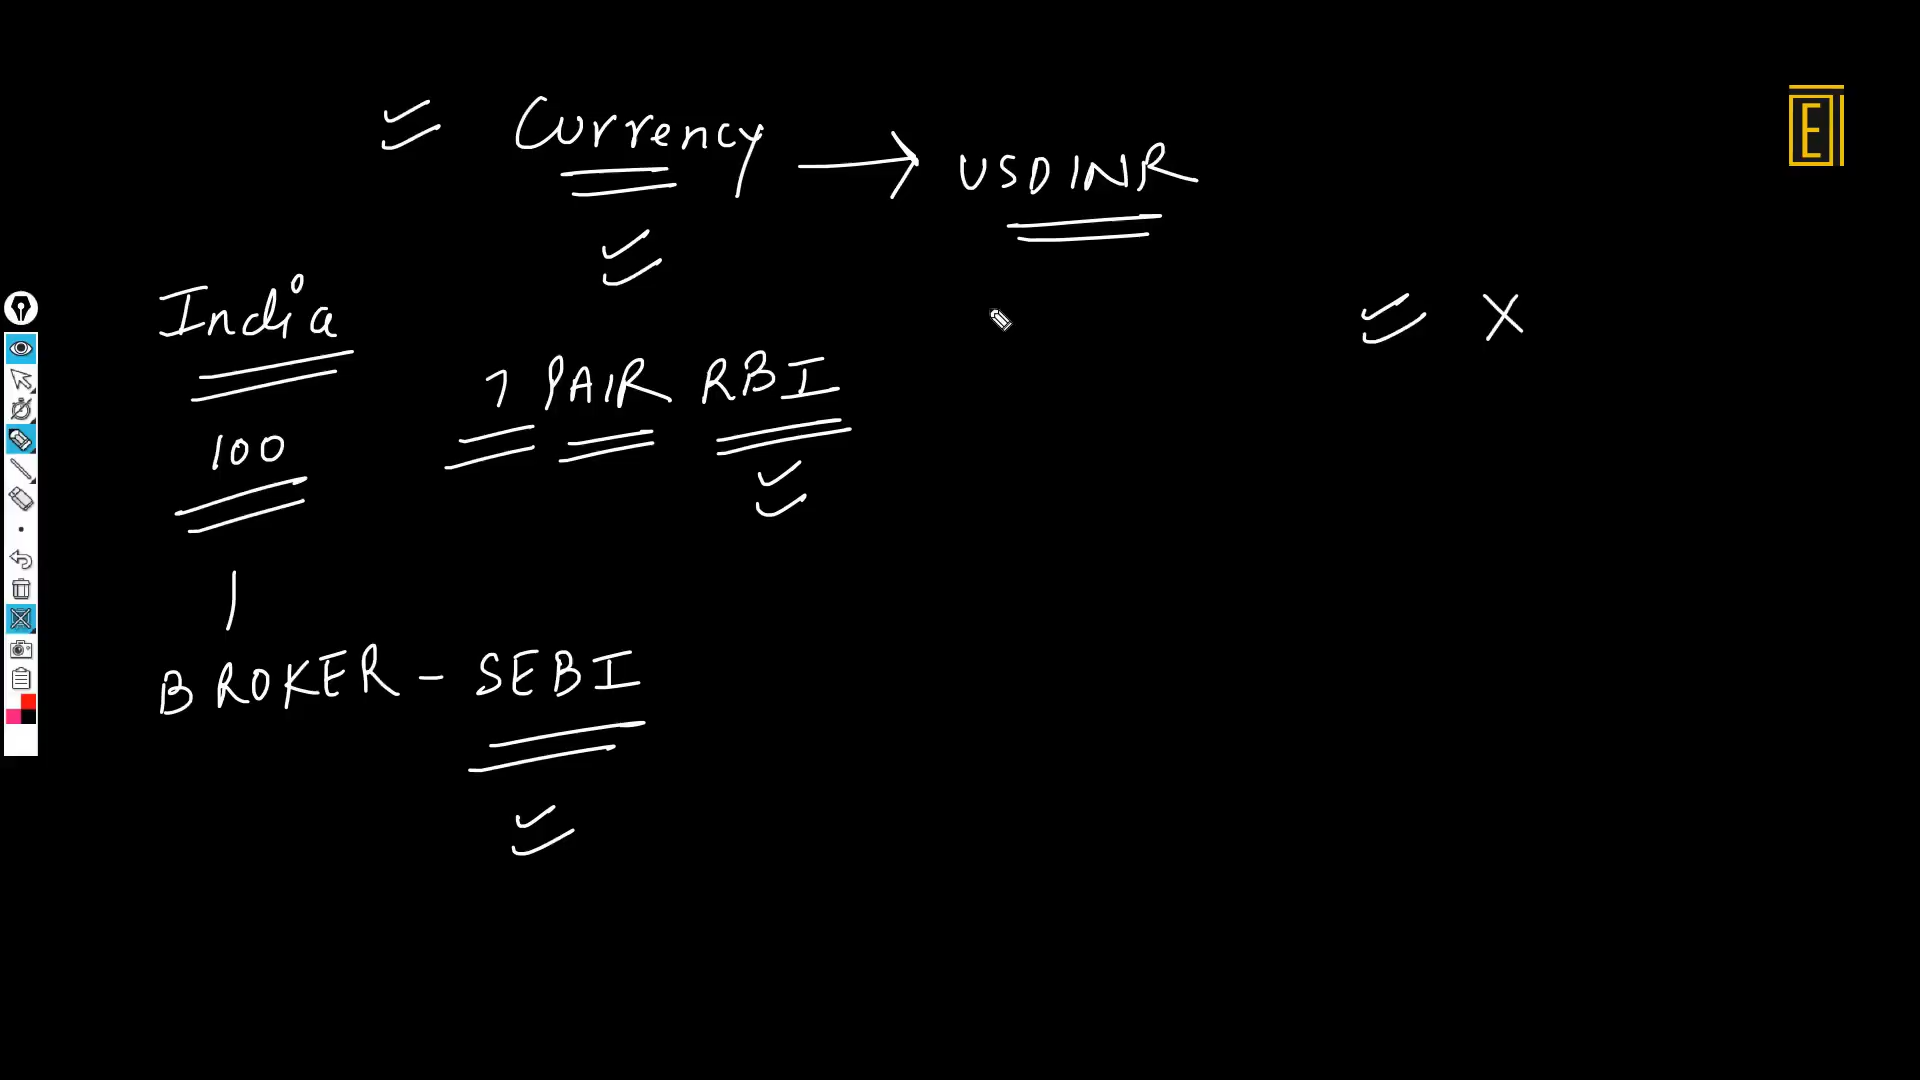 Currency → USDINR
India
7 PAIR RBI
100
BROKER - SEBI
E
X